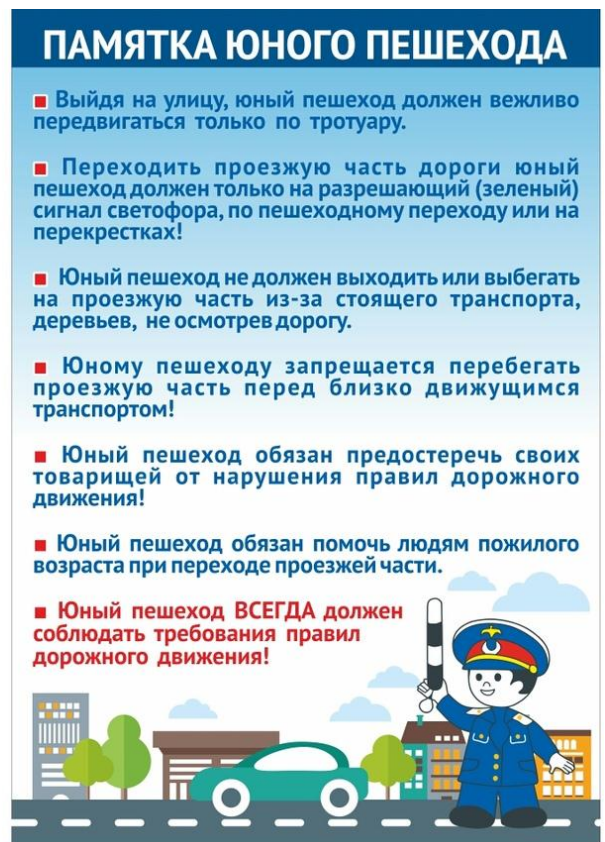 ПАМЯТКА ЮНОГО ПЕШЕХОДА
Выйдя на улицу, юный пешеход должен вежливо
передвигаться только по тротуару.
Переходить проезжую часть дороги юный
пешеход должен только на разрешающий (зеленый)
сигнал светофора, по пешеходному переходу или на
перекрестках!
Юный пешеход не должен выходить или выбегать
на проезжую часть из-за стоящего транспорта,
деревьев, не осмотрев дорогу.
Юному пешеходу запрещается перебегать
проезжую часть перед близко движущимся
транспортом!
Юный пешеход обязан предостеречь своих
товарищей от нарушения правил дорожного
движения!
Юный пешеход обязан помочь людям пожилого
возраста при переходе проезжей части.
Юный пешеход ВСЕГДА должен
соблюдать требования правил
дорожного движения!